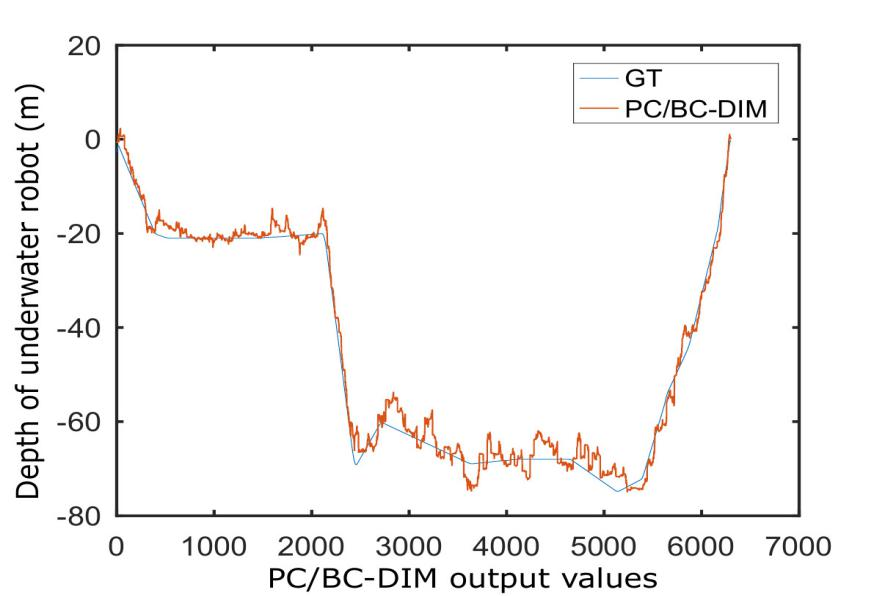 20
0
-20
-40
-60
-80
Depth of underwater robot (m)
GT
PC/BC-DIM
0 1000 2000 3000 4000 5000 6000 7000
PC/BC-DIM output values